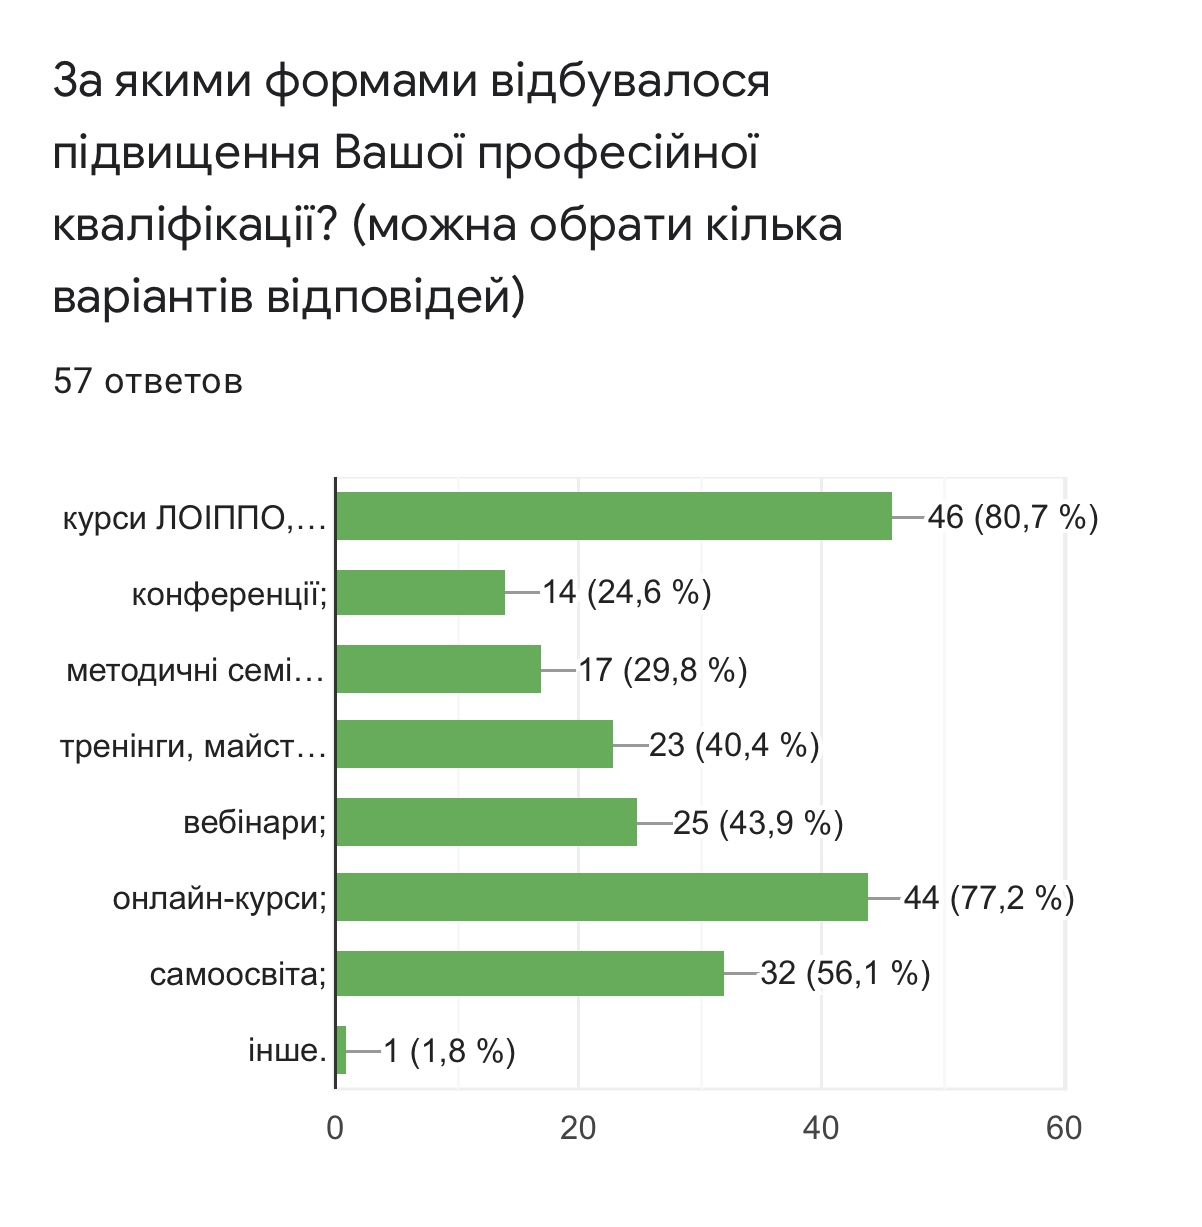 За якими формами відбувалося
підвищення Вашої професійної
кваліфікації? (можна обрати кілька
варіантів відповідей)
57 ответов
курси ЛОІППО,…
46 (80,7 %)
конференції;
14 (24,6 %)
методичні семі…
17 (29,8 %)
тренінги, майст…
23 (40,4 %)
вебінари;
25 (43,9 %)
онлайн-курси;
44 (77,2 %)
самоосвіта;
32 (56,1 %)
інше.
1 (1,8 %)
0 20 40 60